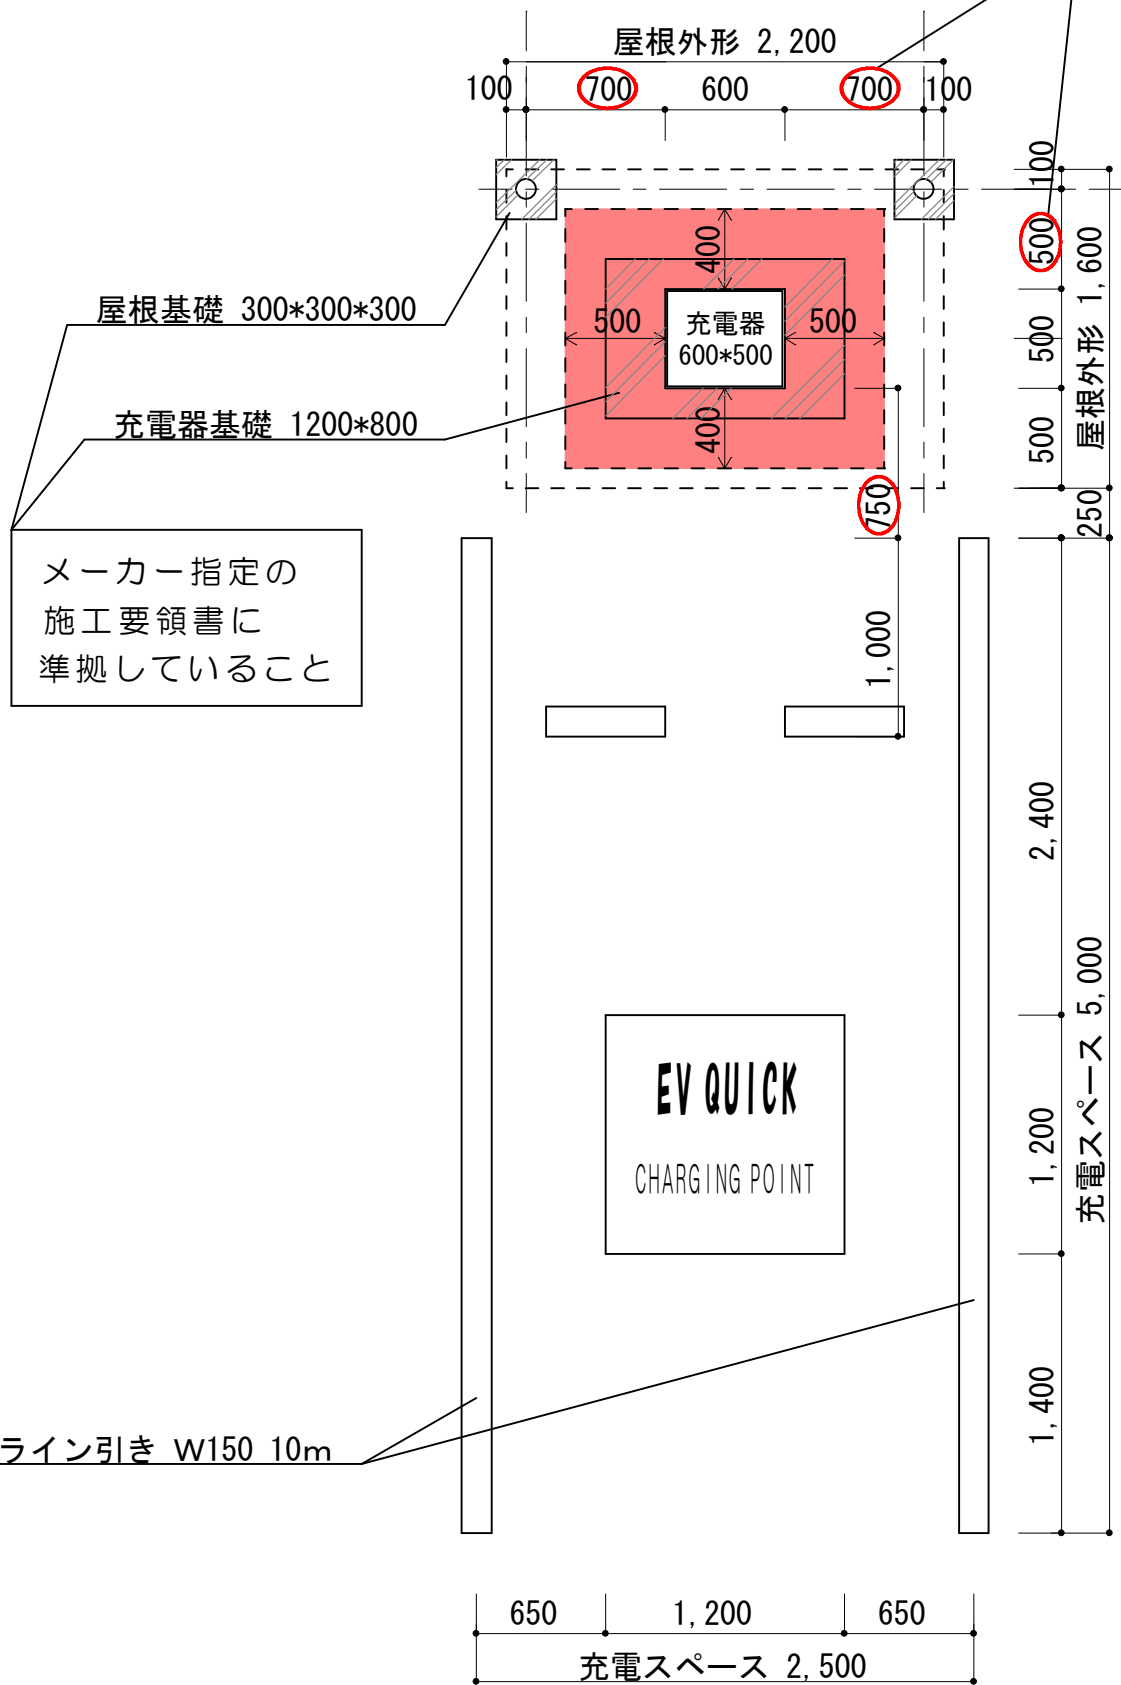 屋根外形 2,200
100
700
600
700
100
100
500
500
500
屋根外形 1,600
250
400
500
充電器
600*500
500
400
屋根基礎 300*300*300
充電器基礎 1200*800
750
1,000
メーカー指定の
施工要領書に
準拠していること
2,400
1,200
1,400
充電スペース 5,000
EV QUICK
CHARGING POINT
ライン引き W150 10m
650
1,200
650
充電スペース 2,500